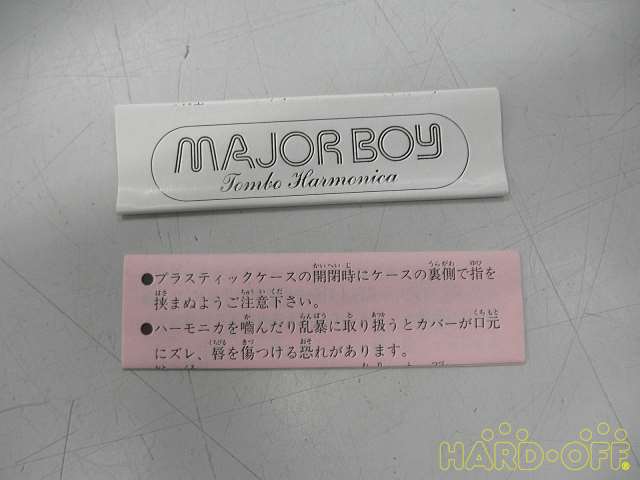 MAJOR BOY
Tombo Harmonica
●プラスティックケースの開閉時にケースの裏側で指を
挟まぬようご注意下さい。
●ハーモニカを噛んだり乱暴に取り扱うとカバーが口元
にズレ、唇を傷つける恐れがあります。
HARD-OFF